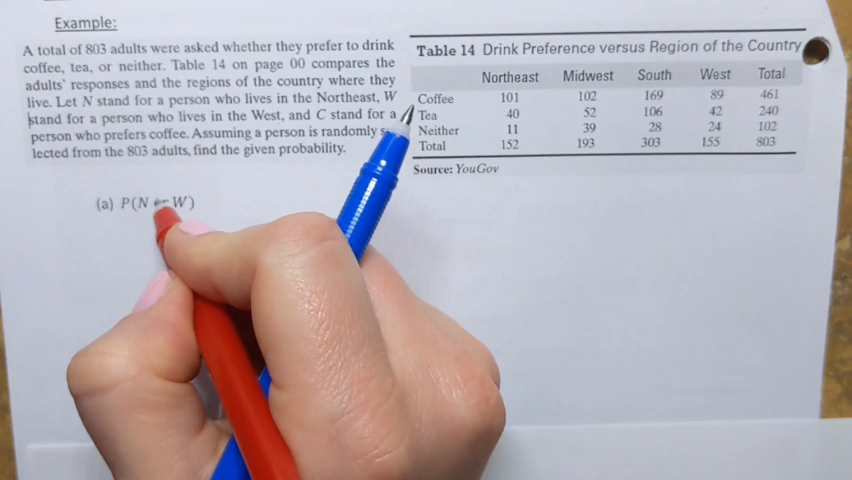 Example:
A total of 803 adults were asked whether they prefer to drink
coffee, tea, or neither. Table 14 on page 00 compares the
adults' responses and the regions of the country where they
live. Let N stand for a person who lives in the Northeast, W
stand for a person who lives in the West, and C stand for a
person who prefers coffee. Assuming a person is randomly se-
lected from the 803 adults, find the given probability.
(a) P(N or W)
Table 14 Drink Preference versus Region of the Country
Northeast Midwest South West Total
Coffee 101 102 169 89 461
Tea 40 52 106 42 240
Neither 11 39 28 24 102
Total 152 193 303 155 803
Source: YouGov